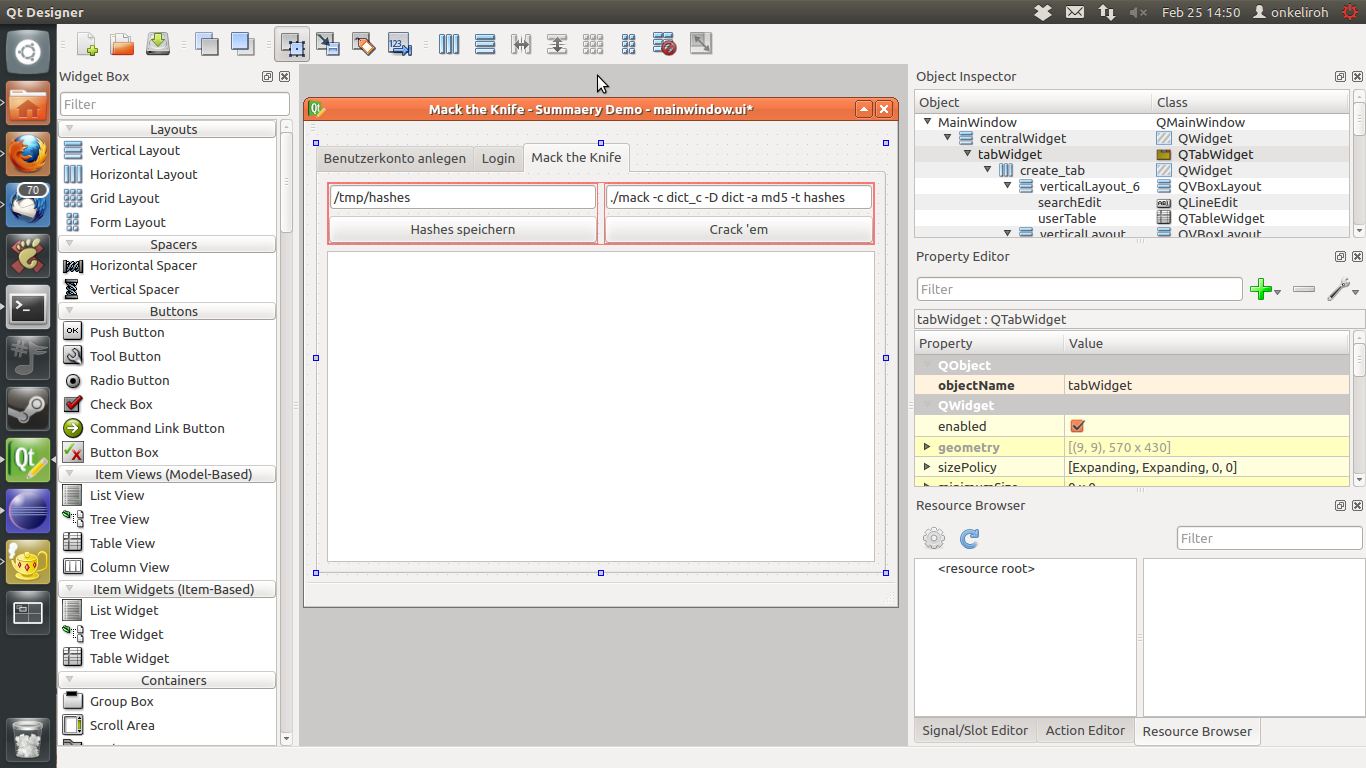 Qt Designer
Feb 25 14:50
onkeliroh
70
Widget Box
Filter
Layouts
Vertical Layout
Horizontal Layout
Grid Layout
Form Layout
Spacers
Horizontal Spacer
Vertical Spacer
Buttons
OK
Push Button
Tool Button
Radio Button
Check Box
Command Link Button
Button Box
Item Views (Model-Based)
List View
Tree View
Table View
Column View
Item Widgets (Item-Based)
List Widget
Tree Widget
Table Widget
Containers
Group Box
Scroll Area
123
Mack the Knife - Summaery Demo - mainwindow.ui*
Benutzerkonto anlegen Login Mack the Knife
/tmp/hashes ./mack -c dict_c -D dict -a md5 -t hashes
Hashes speichern Crack 'em
Object Inspector
Object Class
MainWindow QMainWindow
centralWidget QWidget
tabWidget QTabWidget
create_tab QWidget
verticalLayout_6 QVBoxLayout
searchEdit QLineEdit
userTable QTableWidget
verticalLayout QVBoxLayout
Property Editor
Filter
tabWidget : QTabWidget
Property Value
QObject
objectName tabWidget
QWidget
enabled
geometry [(9, 9), 570 x 430]
sizePolicy [Expanding, Expanding, 0, 0]
minimumSize 0 x 0
Resource Browser
Filter
<resource root>
Signal/Slot Editor Action Editor Resource Browser